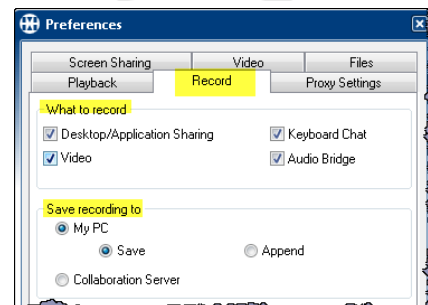 Preferences
Screen Sharing Video Files
Playback Record Proxy Settings
What to record
Desktop/Application Sharing Keyboard Chat
Video Audio Bridge
Save recording to
My PC
Save Append
Collaboration Server